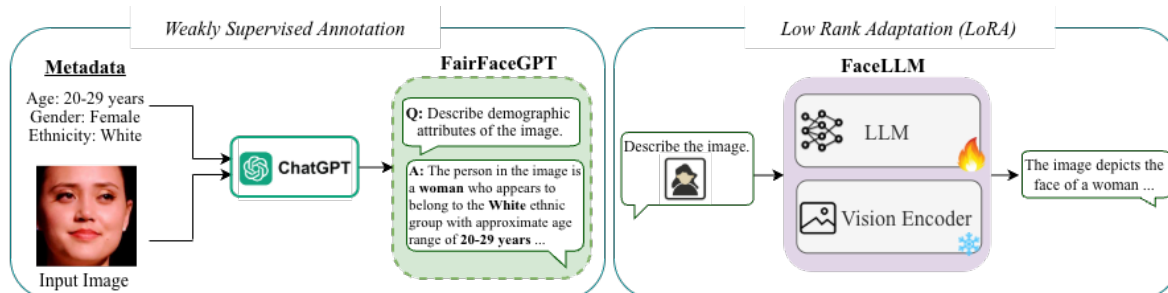 Weakly Supervised Annotation
Metadata
Age: 20-29 years
Gender: Female
Ethnicity: White
Input Image
ChatGPT
FairFaceGPT
Q: Describe demographic
attributes of the image.
A: The person in the image is
a woman who appears to
belong to the White ethnic
group with approximate age
range of 20-29 years ...
Low Rank Adaptation (LoRA)
Describe the image.
FaceLLM
LLM
Vision Encoder
The image depicts the
face of a woman ...